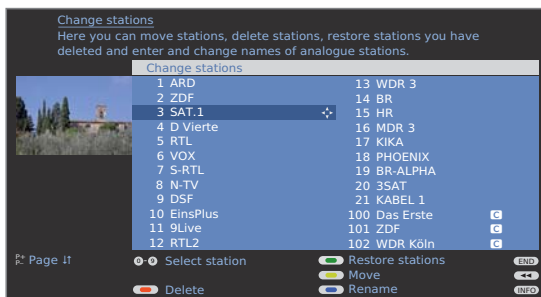 Change stations
Here you can move stations, delete stations, restore stations you have
deleted and enter and change names of analogue stations.
Change stations
1 ARD
2 ZDF
3 SAT.1
4 D Vierte
5 RTL
6 VOX
7 S-RTL
8 N-TV
9 DSF
10 EinsPlus
11 9Live
12 RTL2
13 WDR 3
14 BR
15 HR
16 MDR 3
17 KIKA
18 PHOENIX
19 BR-ALPHA
20 3SAT
21 KABEL 1
100 Das Erste C
101 ZDF C
102 WDR Köln C
P+ P- Page ↓↑
0-9 Select station
Restore stations END
Move ◄◄
Delete
Rename INFO